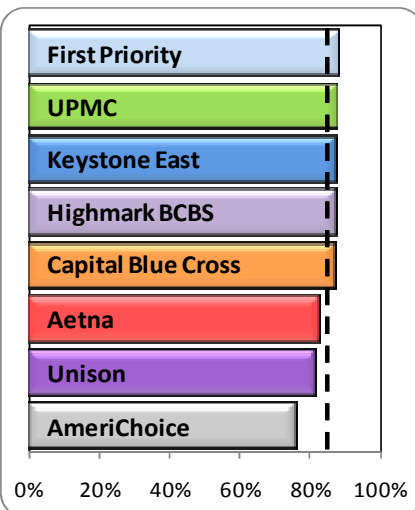 First Priority
UPMC
Keystone East
Highmark BCBS
Capital Blue Cross
Aetna
Unison
AmeriChoice
0% 20% 40% 60% 80% 100%